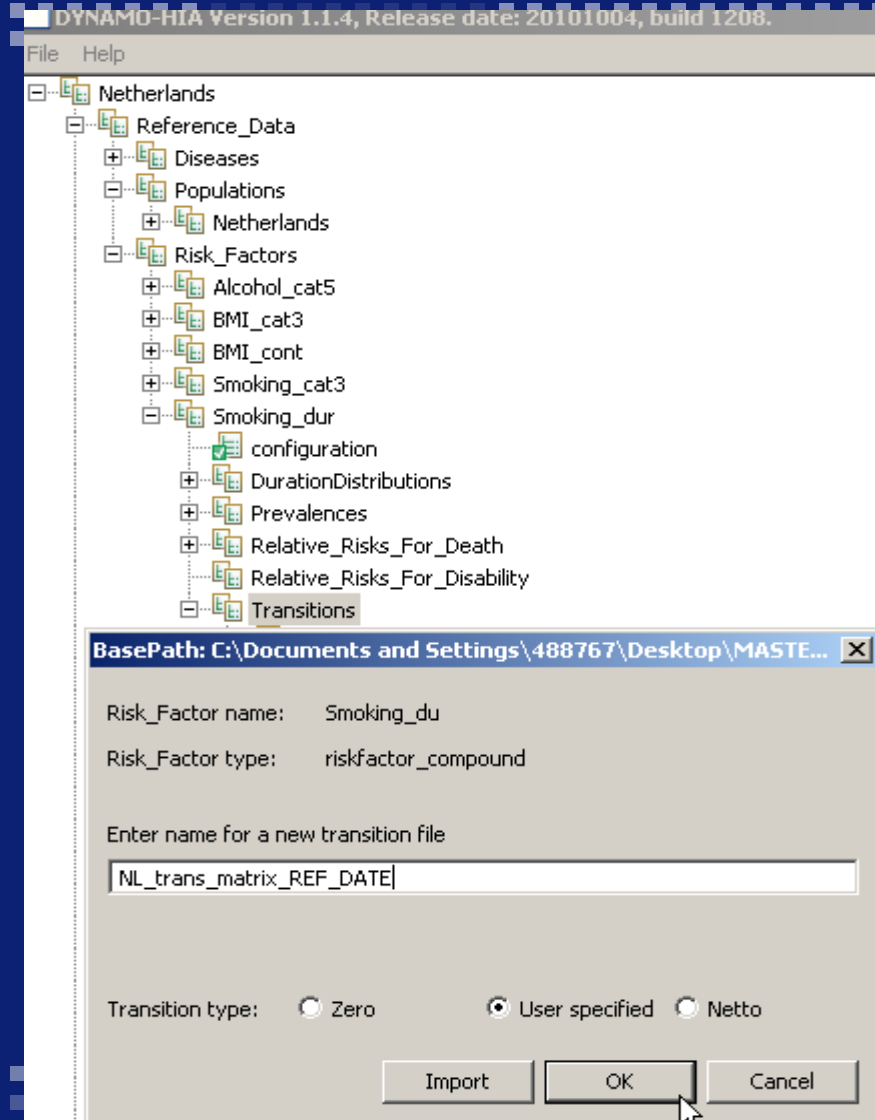 DYNAMO-HIA Version 1.1.4, Release date: 20101004, build 1208.
File Help
Netherlands
Reference_Data
Diseases
Populations
Netherlands
Risk_Factors
Alcohol_cat5
BMI_cat3
BMI_cont
Smoking_cat3
Smoking_dur
configuration
DurationDistributions
Prevalences
Relative_Risks_For_Death
Relative_Risks_For_Disability
Transitions
BasePath: C:\Documents and Settings\488767\Desktop\MASTE...
Risk_Factor name: Smoking_du
Risk_Factor type: riskfactor_compound
Enter name for a new transition file
NL_trans_matrix_REF_DATE
Transition type: Zero User specified Netto
Import OK Cancel